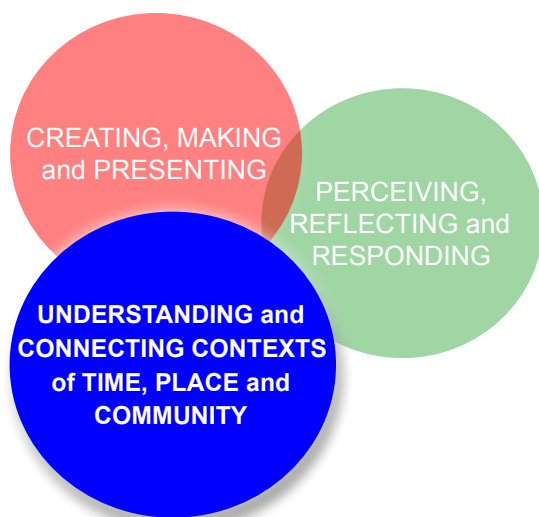 CREATING, MAKING
and PRESENTING
PERCEIVING,
REFLECTING and
RESPONDING
UNDERSTANDING and
CONNECTING CONTEXTS
of TIME, PLACE and
COMMUNITY